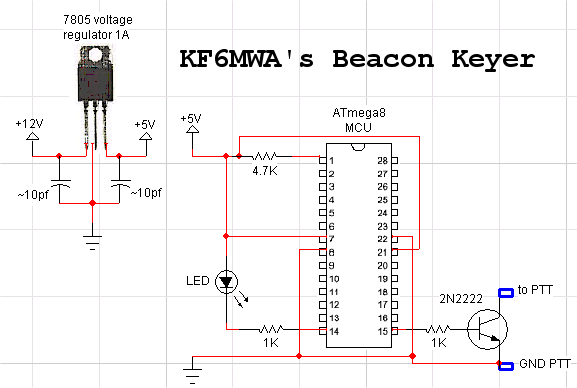 7805 voltage
regulator 1A
KF6MWA's Beacon Keyer
+12V
+5V
~10pf
~10pf
+5V
ATmega8
MCU
4.7K
1 28
2 27
3 26
4 25
5 24
6 23
7 22
8 21
9 20
10 19
11 18
12 17
13 16
14 15
LED
1K
1K
2N2222
to PTT
GND PTT